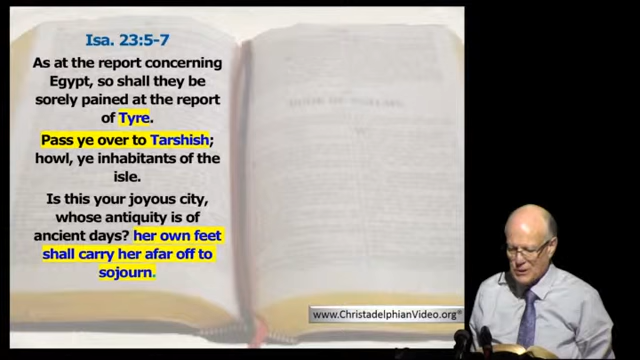 Isa. 23:5-7
As at the report concerning
Egypt, so shall they be
sorely pained at the report
of Tyre.
Pass ye over to Tarshish;
howl, ye inhabitants of the
isle.
Is this your joyous city,
whose antiquity is of
ancient days? her own feet
shall carry her afar off to
sojourn.
www.ChristadelphianVideo.org®